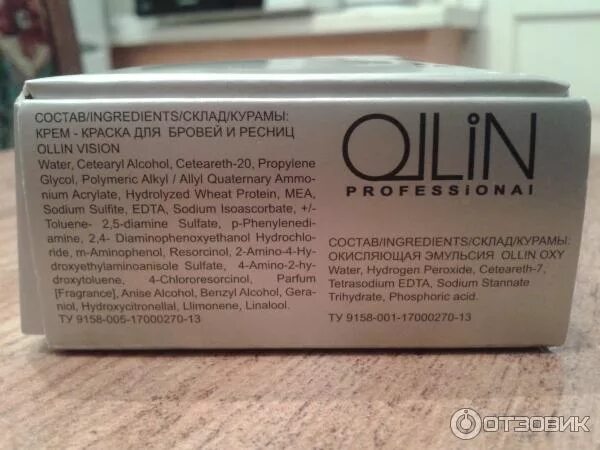 СОСТАВ/INGREDIENTS/СКЛАД/КУРАМЫ:
КРЕМ - КРАСКА ДЛЯ БРОВЕЙ И РЕСНИЦ
OLLIN VISION
Water, Cetearyl Alcohol, Ceteareth-20, Propylene
Glycol, Polymeric Alkyl / Allyl Quaternary Ammo-
nium Acrylate, Hydrolyzed Wheat Protein, MEA,
Sodium Sulfite, EDTA, Sodium Isoascorbate, +/-
Toluene- 2,5-diamine Sulfate, p-Phenylenedi-
amine, 2,4- Diaminophenoxyethanol Hydrochlo-
ride, m-Aminophenol, Resorcinol, 2-Amino-4-Hy-
droxyethylaminoanisole Sulfate, 4-Amino-2-hy-
droxytoluene, 4-Chlororesorcinol, Parfum
[Fragrance], Anise Alcohol, Benzyl Alcohol, Gera-
niol, Hydroxycitronellal, Llimonene, Linalool.
ТУ 9158-005-17000270-13
OLLIN
PROFESSIONAL
СОСТАВ/INGREDIENTS/СКЛАД/КУРАМЫ:
ОКИСЛЯЮЩАЯ ЭМУЛЬСИЯ OLLIN OXY
Water, Hydrogen Peroxide, Ceteareth-7,
Tetrasodium EDTA, Sodium Stannate
Trihydrate, Phosphoric acid.
ТУ 9158-001-17000270-13
ОТЗОВИК